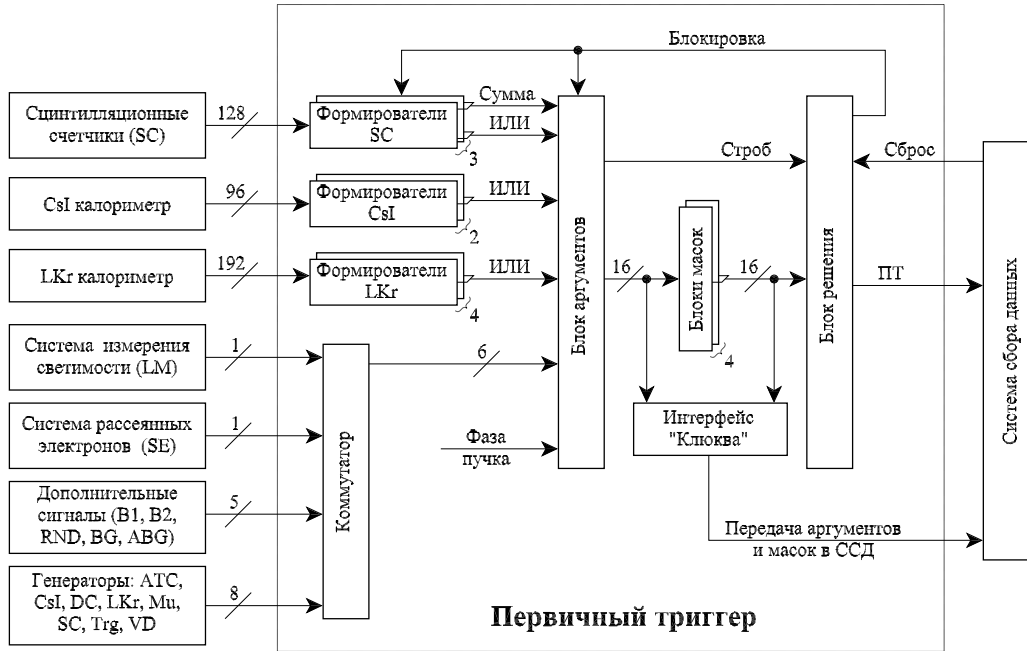 Блокировка
Сцинтилляционные
счетчики (SC)
128
Формирователи
SC
3
Сумма
ИЛИ
CsI калориметр
96
Формирователи
CsI
2
ИЛИ
LKr калориметр
192
Формирователи
LKr
4
ИЛИ
Система измерения
светимости (LM)
1
Система рассеянных
электронов (SE)
1
Дополнительные
сигналы (B1, B2,
RND, BG, ABG)
5
Генераторы: ATC,
CsI, DC, LKr, Mu,
SC, Trg, VD
8
Коммутатор
6
Фаза
пучка
Блок аргументов
Строб
16
Блоки масок
4
16
Интерфейс
"Клюква"
Блок решения
Сброс
ПТ
Передача аргументов
и масок в ССД
Система сбора данных
Первичный триггер